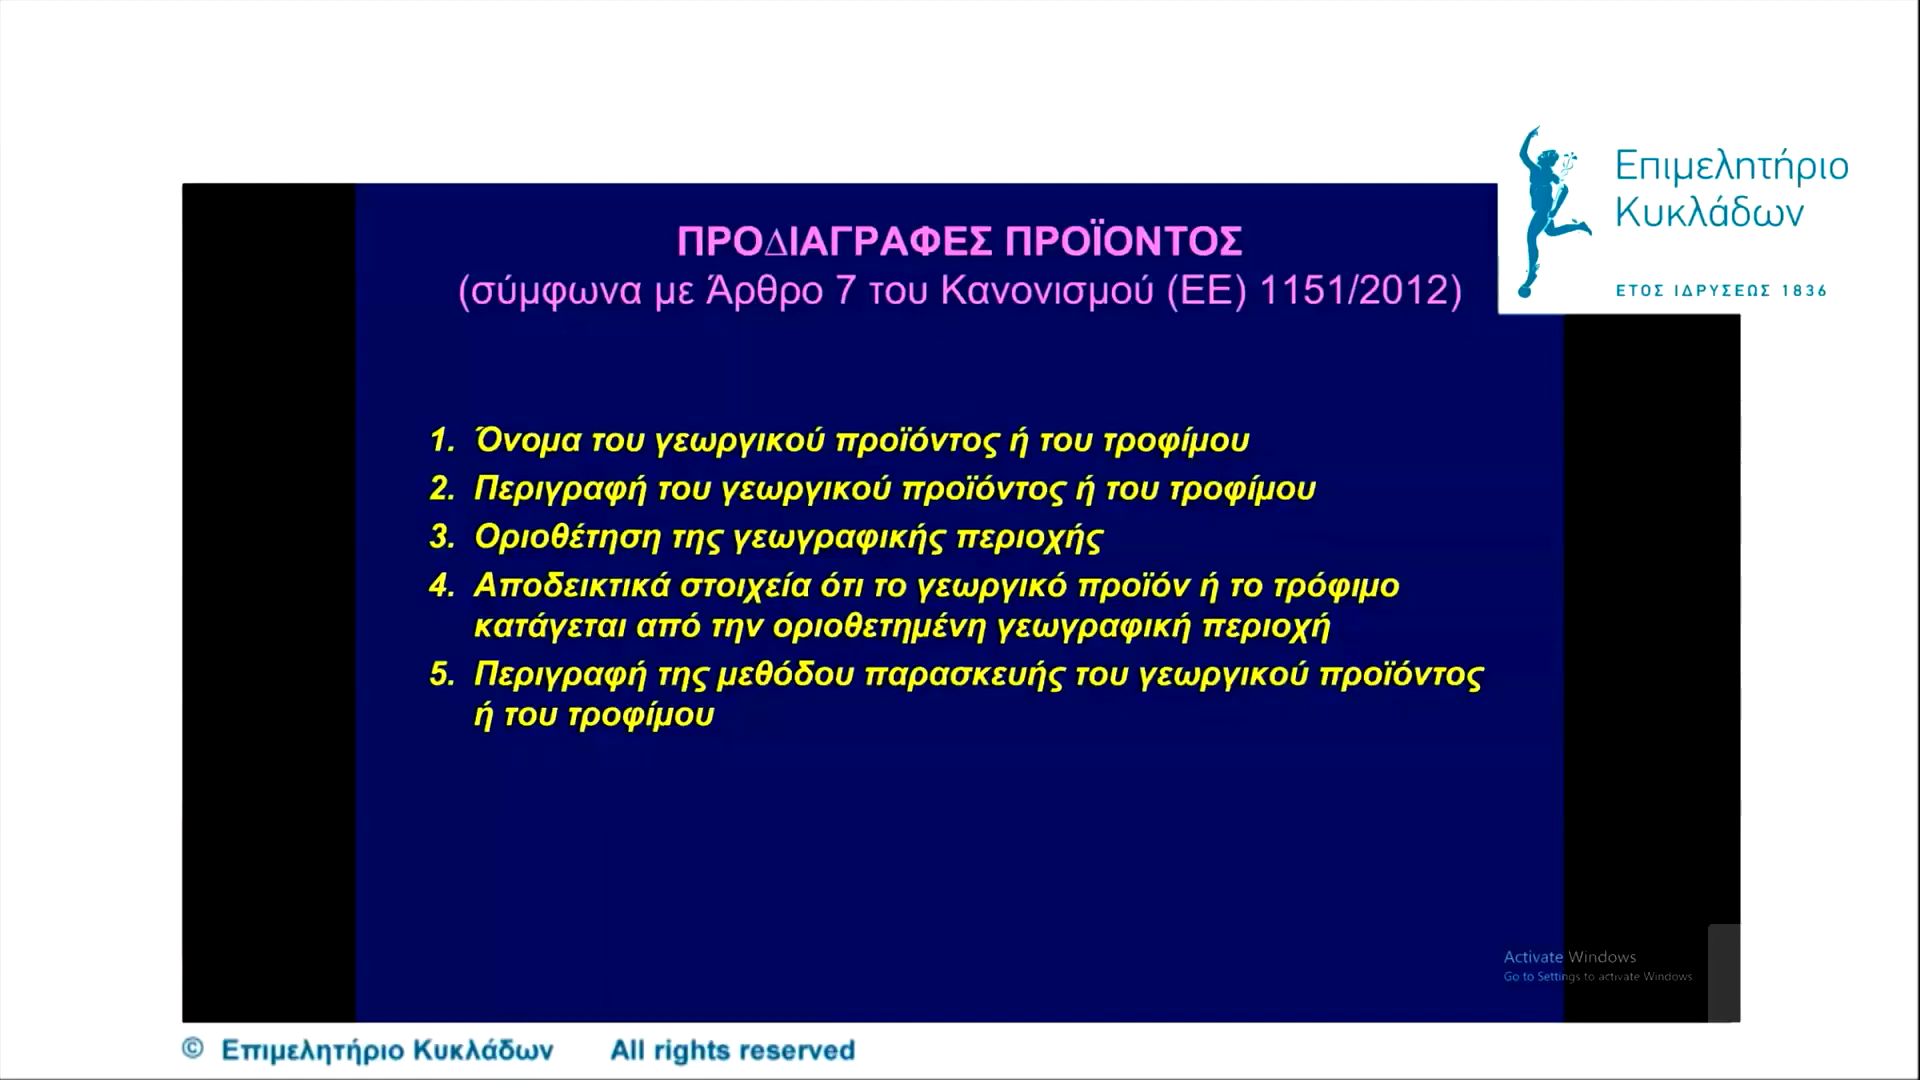 Επιμελητήριο
Κυκλάδων
ΕΤΟΣ ΙΔΡΥΣΕΩΣ 1836
ΠΡΟΔΙΑΓΡΑΦΕΣ ΠΡΟΪΟΝΤΟΣ
(σύμφωνα με Άρθρο 7 του Κανονισμού (ΕΕ) 1151/2012)
1. Όνομα του γεωργικού προϊόντος ή του τροφίμου
2. Περιγραφή του γεωργικού προϊόντος ή του τροφίμου
3. Οριοθέτηση της γεωγραφικής περιοχής
4. Αποδεικτικά στοιχεία ότι το γεωργικό προϊόν ή το τρόφιμο
κατάγεται από την οριοθετημένη γεωγραφική περιοχή
5. Περιγραφή της μεθόδου παρασκευής του γεωργικού προϊόντος
ή του τροφίμου
Activate Windows
Go to Settings to activate Windows.
© Επιμελητήριο Κυκλάδων All rights reserved